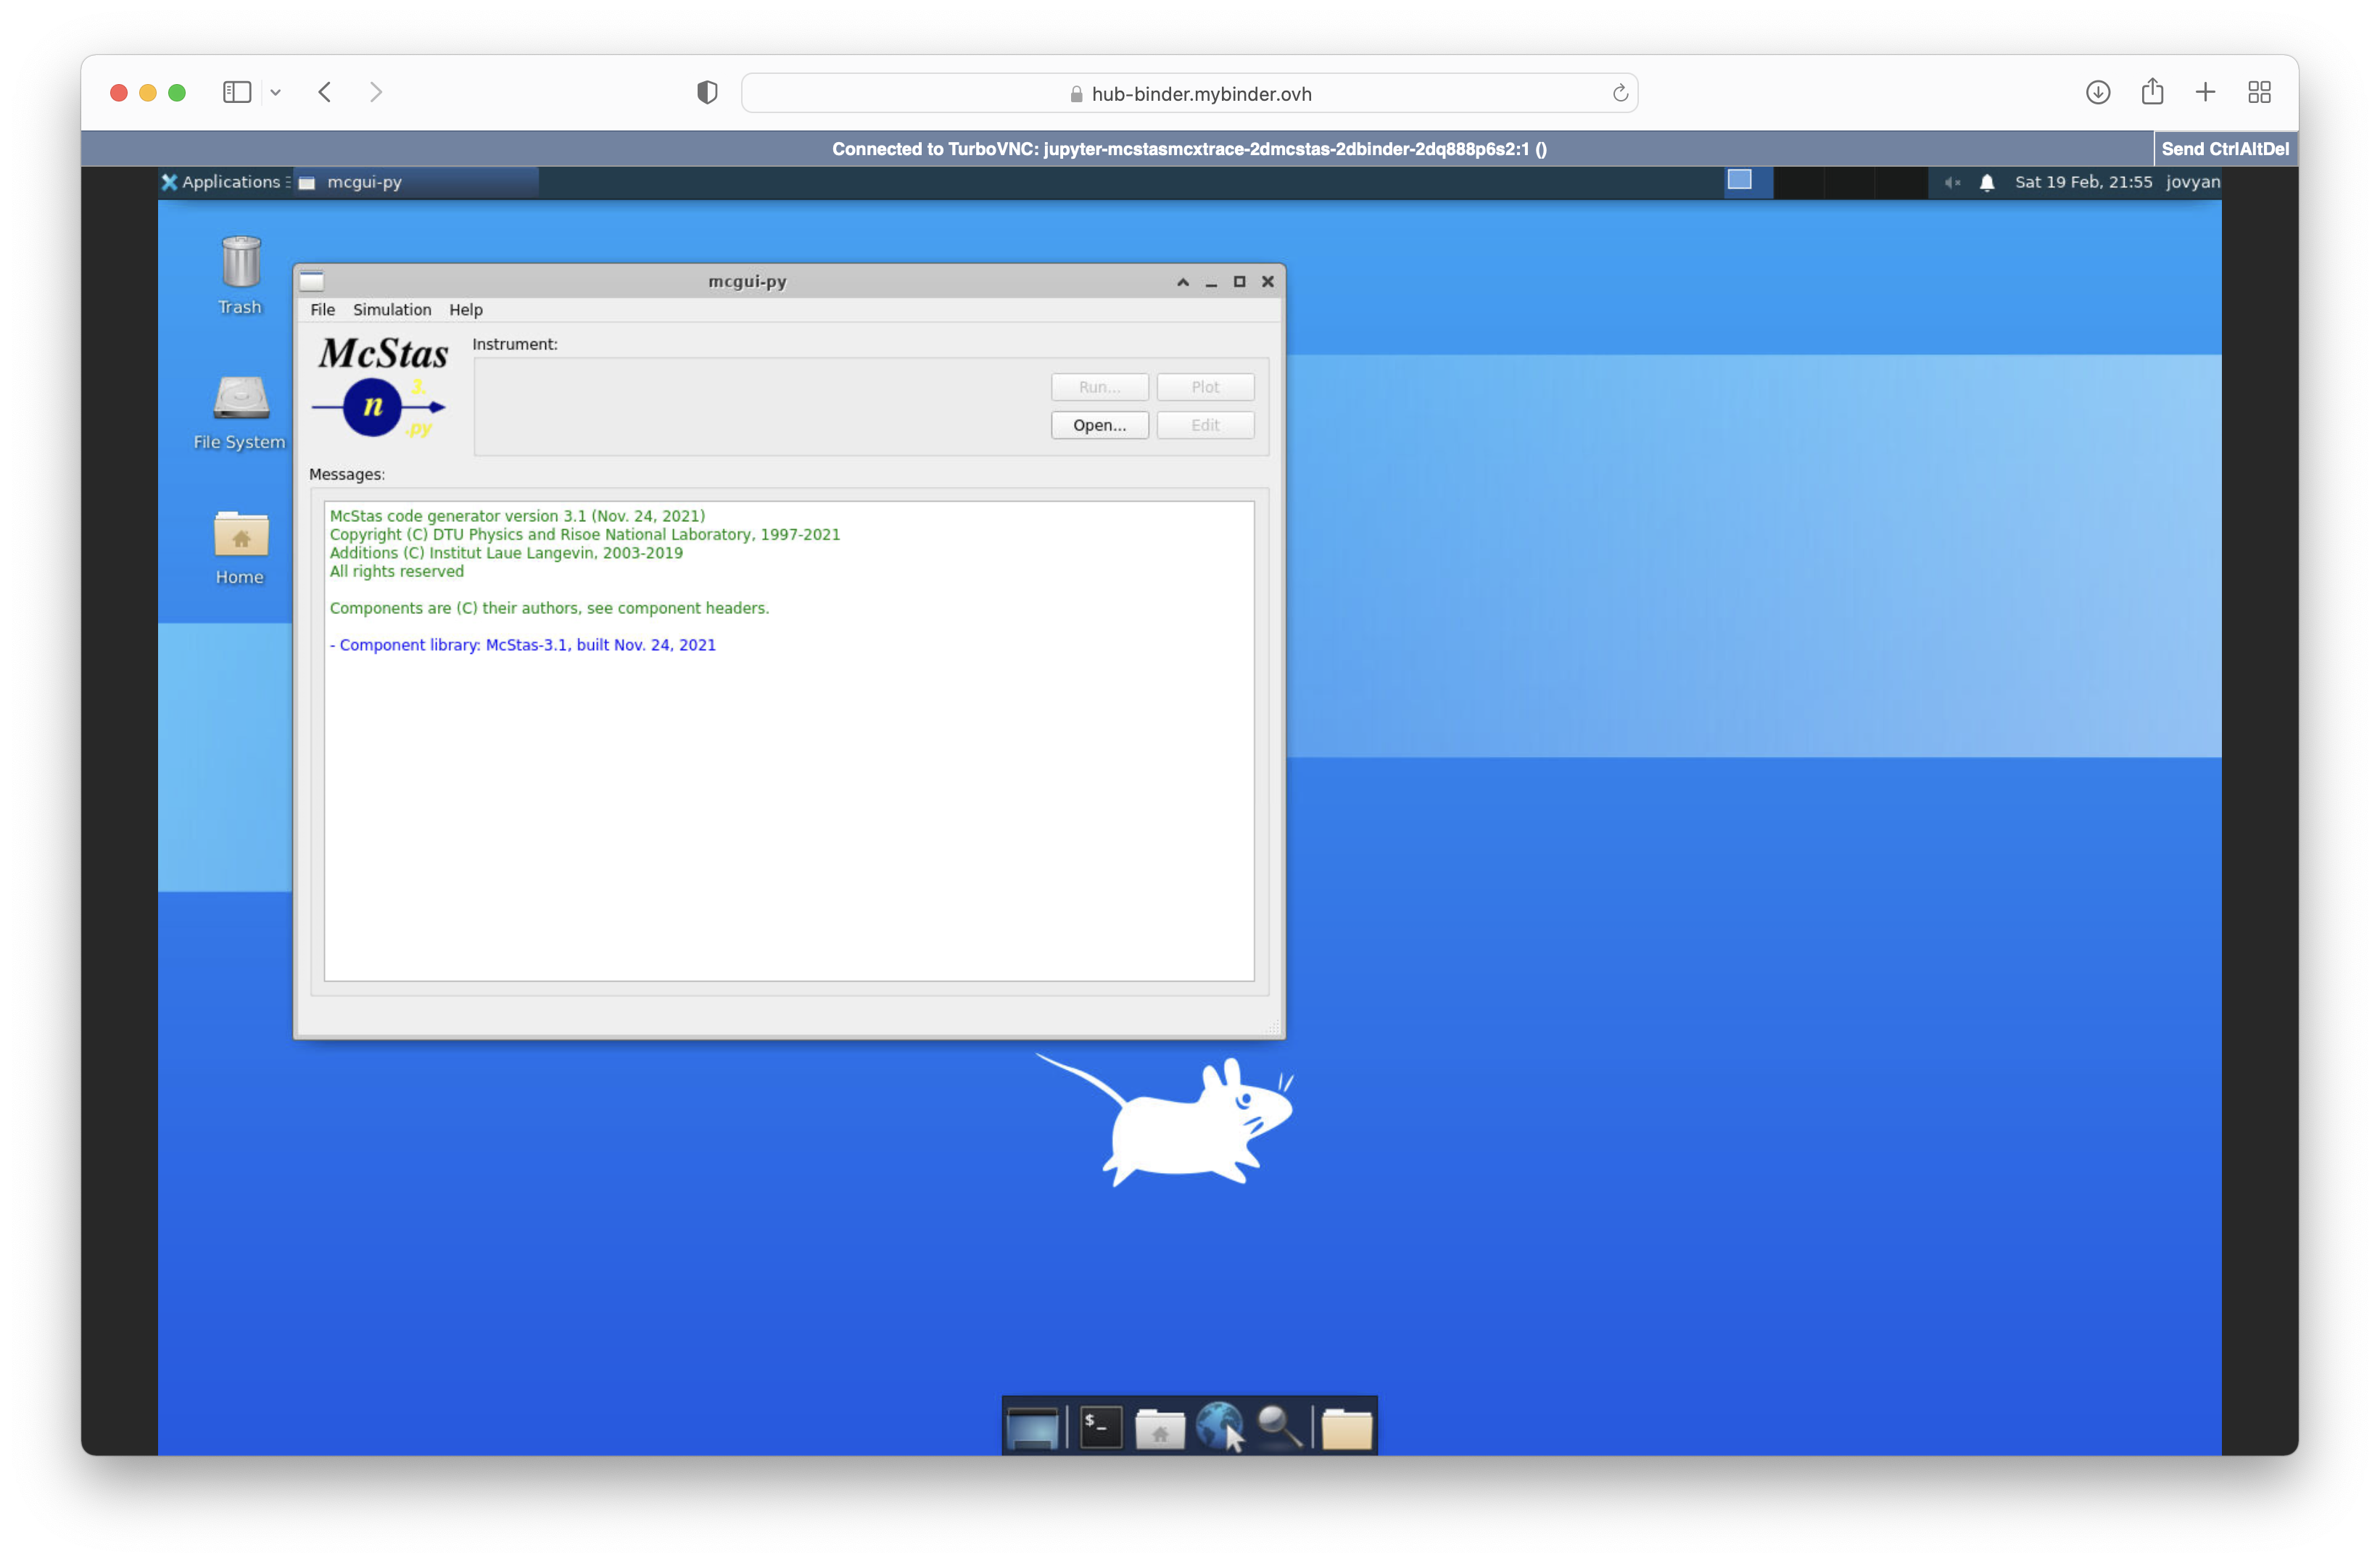 hub-binder.mybinder.ovh
Connected to TurboVNC: jupyter-mcstasmcxtrace-2dmcstas-2dbinder-2dq888p6s2:1 ()
Send CtrlAltDel
Applications
mcgui-py
Sat 19 Feb, 21:55
jovyan
Trash
File System
Home
mcgui-py
File Simulation Help
McStas
n
3.
.py
Instrument:
Run... Plot
Open... Edit
Messages:
McStas code generator version 3.1 (Nov. 24, 2021)
Copyright (C) DTU Physics and Risoe National Laboratory, 1997-2021
Additions (C) Institut Laue Langevin, 2003-2019
All rights reserved
Components are (C) their authors, see component headers.
- Component library: McStas-3.1, built Nov. 24, 2021
$_